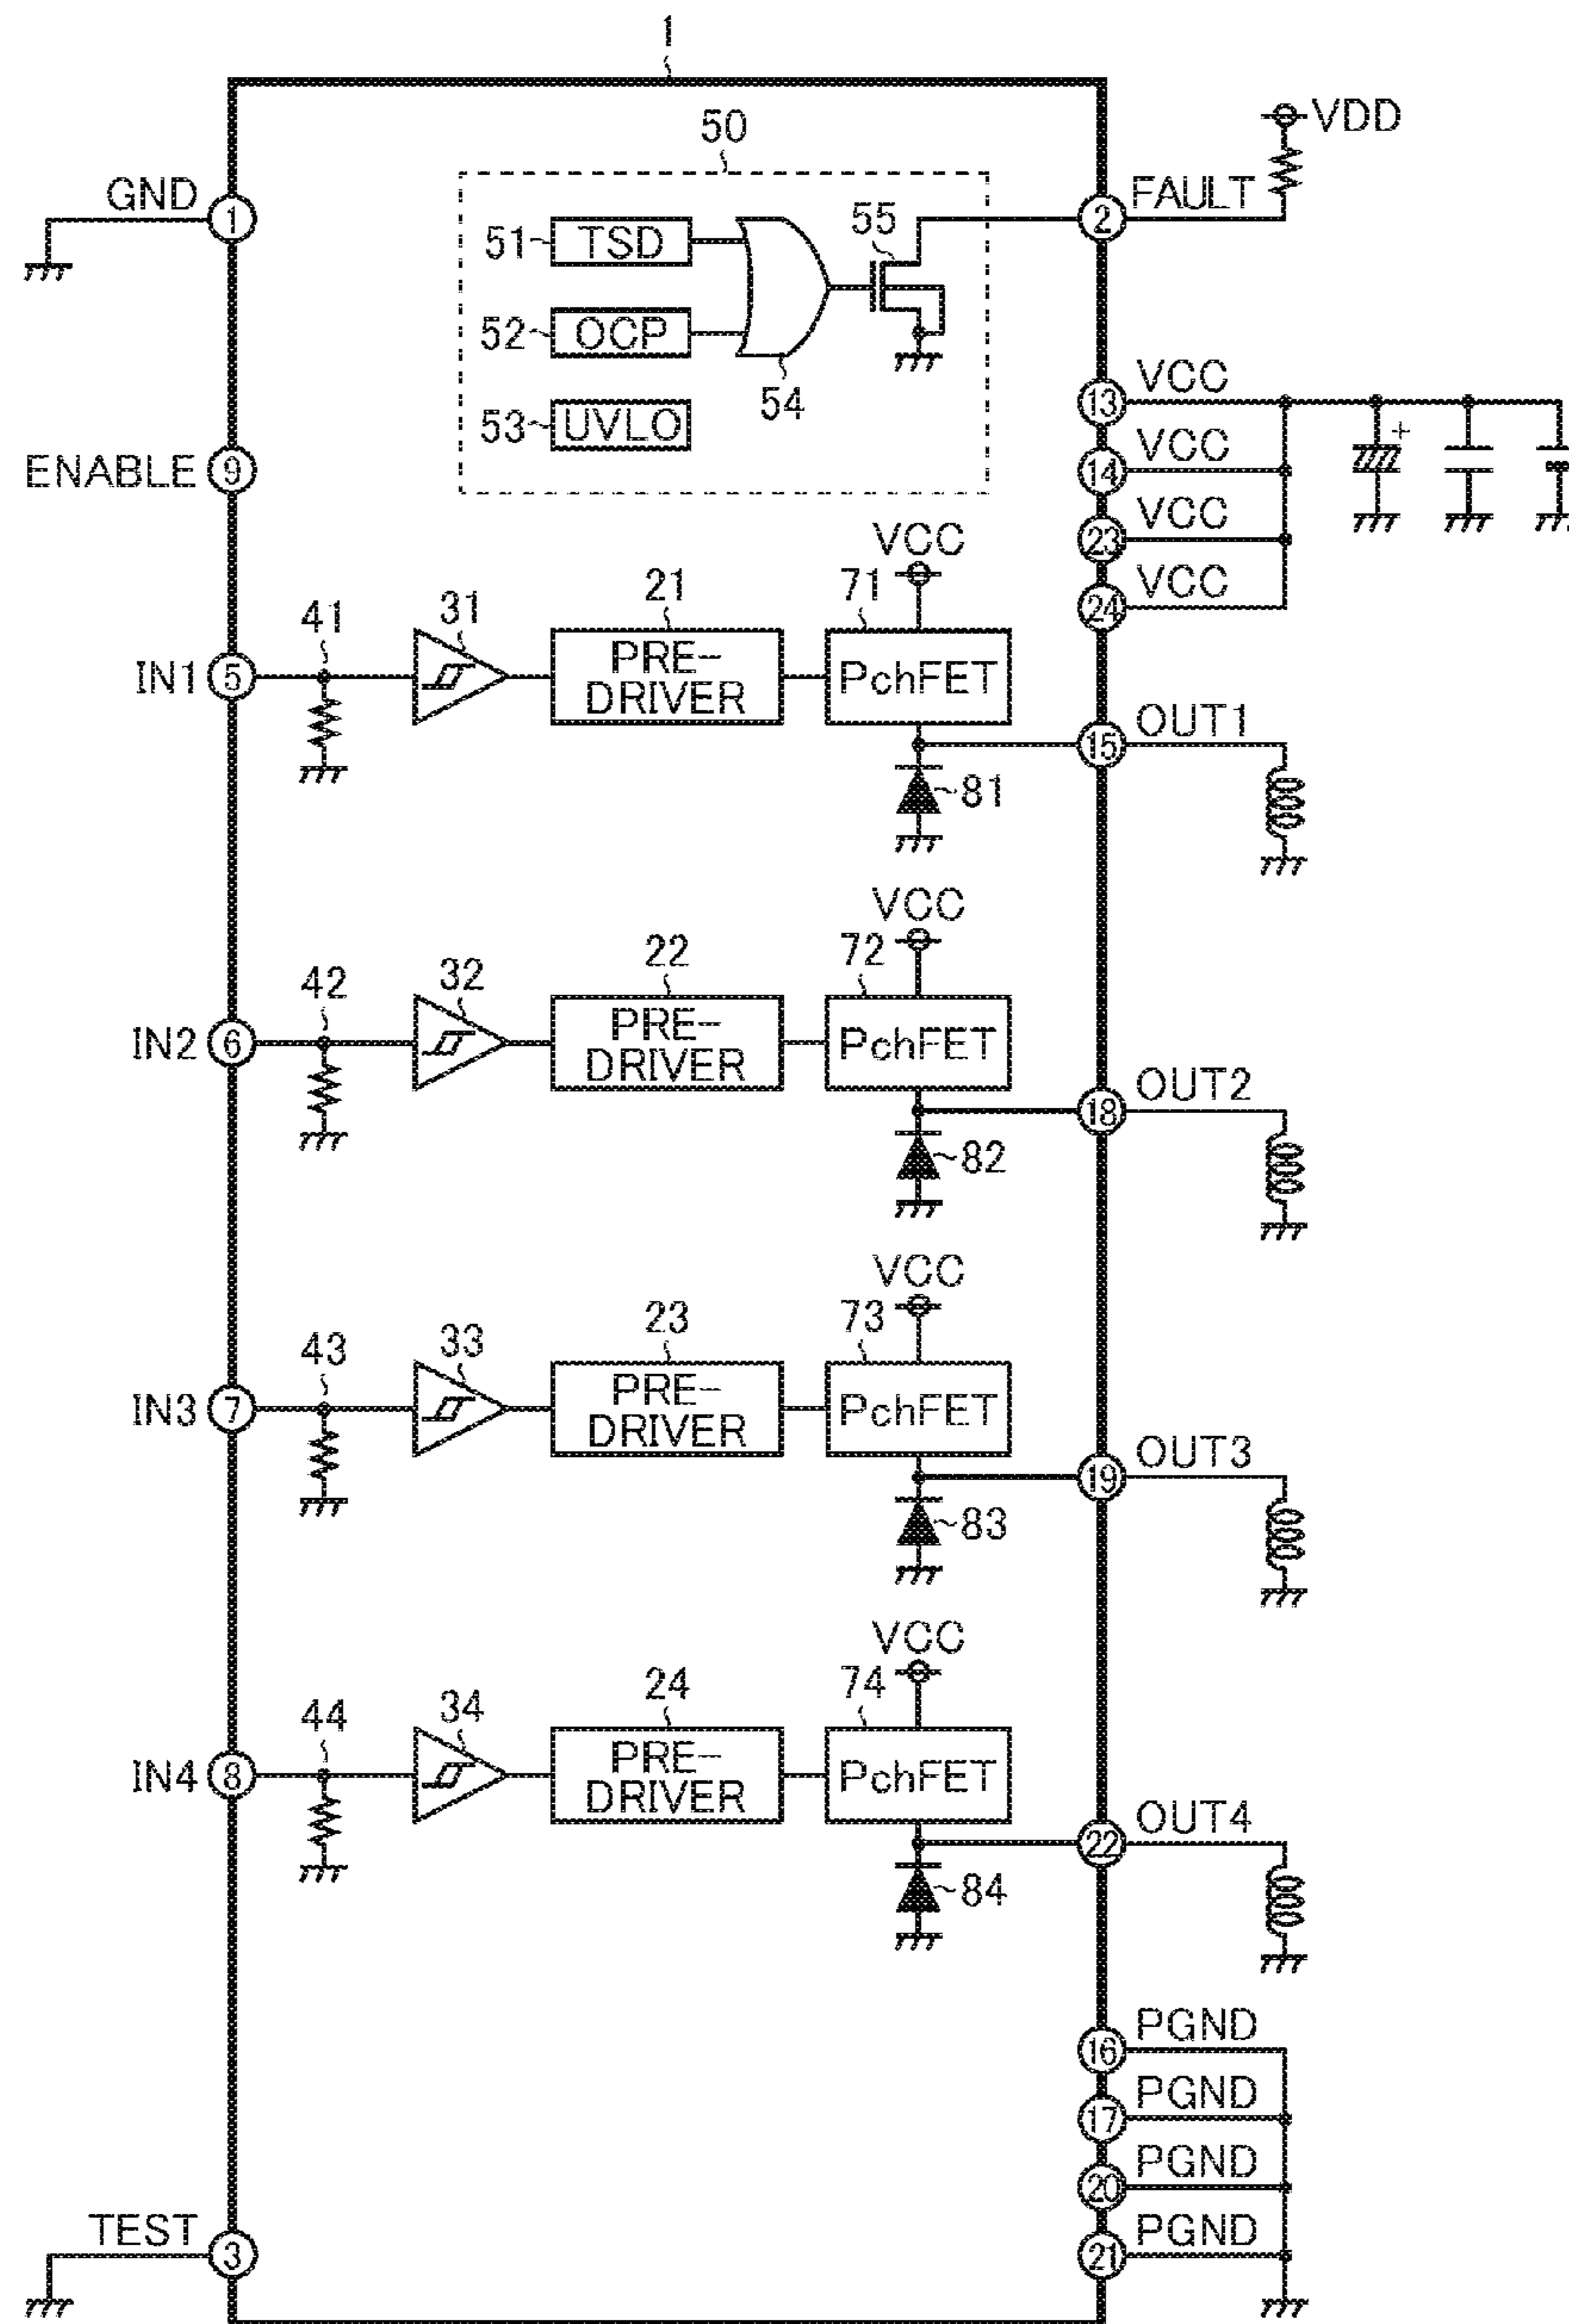 1
50
VDD
GND
1
2
FAULT
51
TSD
55
52
OCP
54
53
UVLO
13
VCC
+
ENABLE
9
14
VCC
23
VCC
24
VCC
VCC
41
31
21
71
IN1
5
PRE-
DRIVER
PchFET
15
OUT1
81
VCC
42
32
22
72
IN2
6
PRE-
DRIVER
PchFET
18
OUT2
82
VCC
43
33
23
73
IN3
7
PRE-
DRIVER
PchFET
19
OUT3
83
VCC
44
34
24
74
IN4
8
PRE-
DRIVER
PchFET
22
OUT4
84
16
PGND
17
PGND
20
PGND
TEST
3
21
PGND